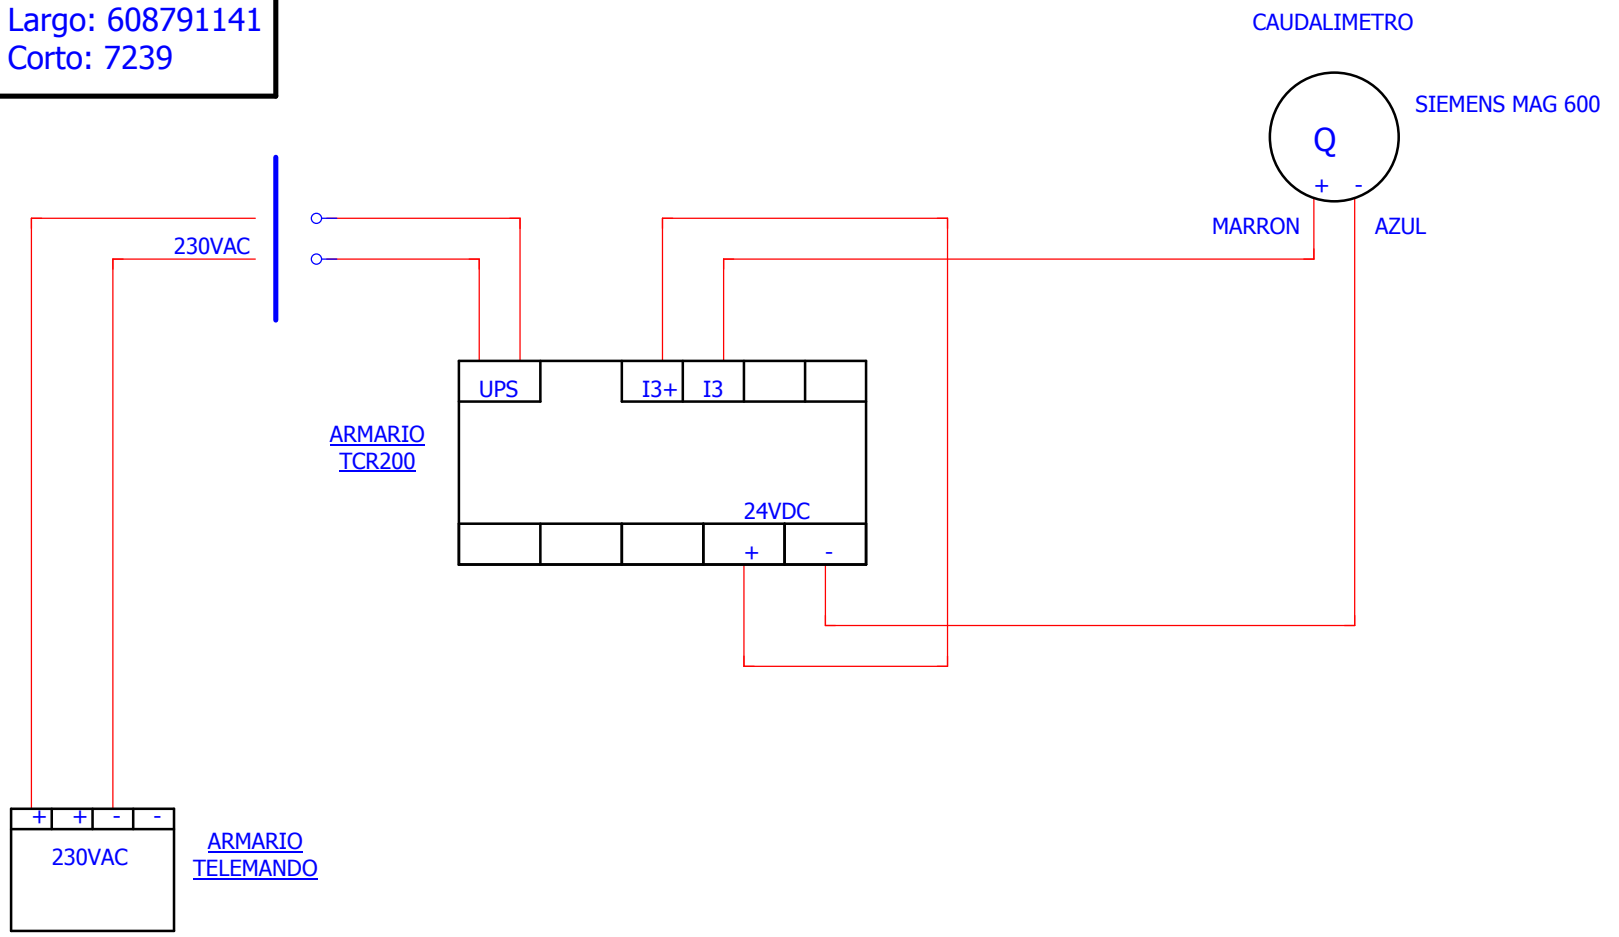 Largo: 608791141
Corto: 7239
CAUDALIMETRO
SIEMENS MAG 600
Q
+ -
MARRON
AZUL
230VAC
UPS
I3+
I3
ARMARIO
TCR200
24VDC
+ -
+ + - -
230VAC
ARMARIO
TELEMANDO